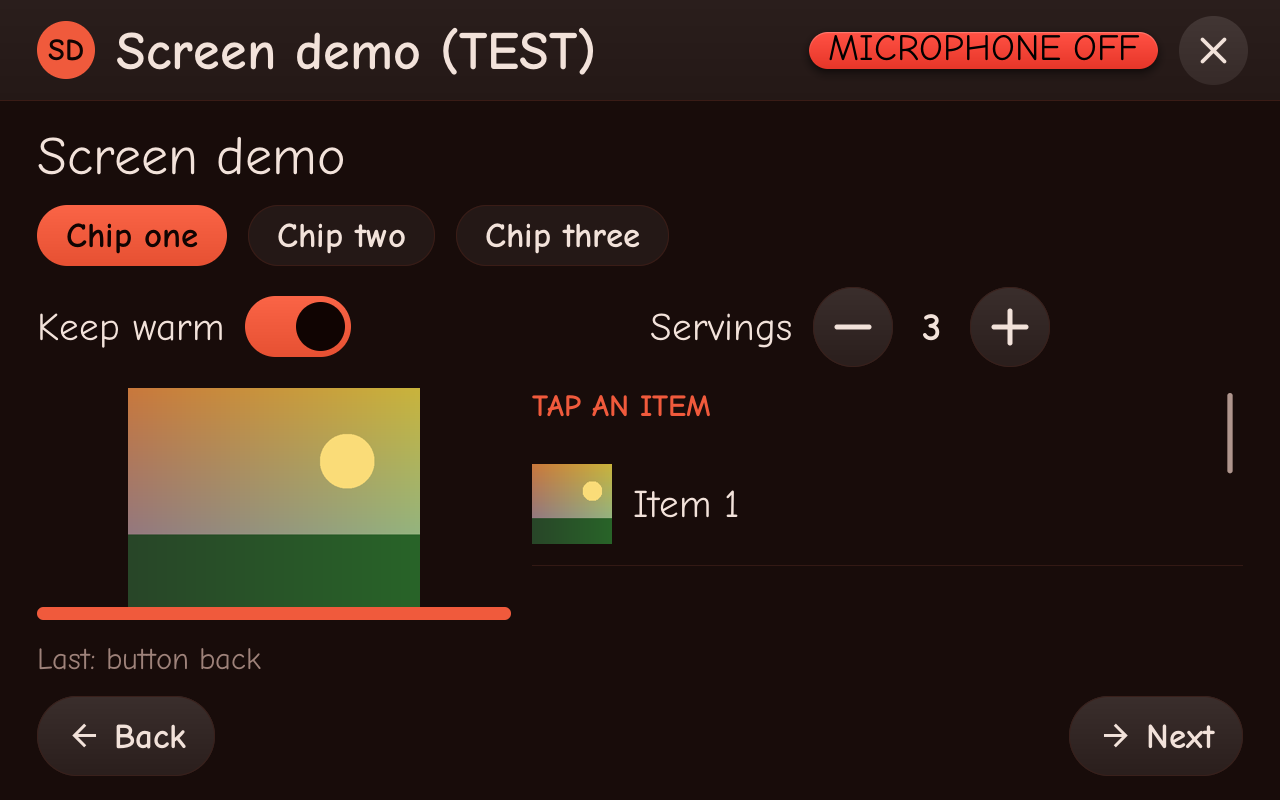 SD Screen demo (TEST) MICROPHONE OFF
Screen demo
Chip one Chip two Chip three
Keep warm Servings 3
TAP AN ITEM
Item 1
Last: button back
Back Next